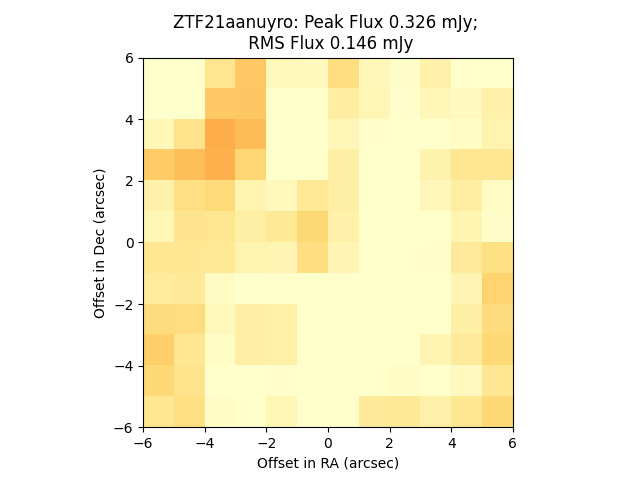 ZTF21aanuyro: Peak Flux 0.326 mJy;
RMS Flux 0.146 mJy
6
4
2
0
−2
−4
−6
Offset in Dec (arcsec)
−6 −4 −2 0 2 4 6
Offset in RA (arcsec)